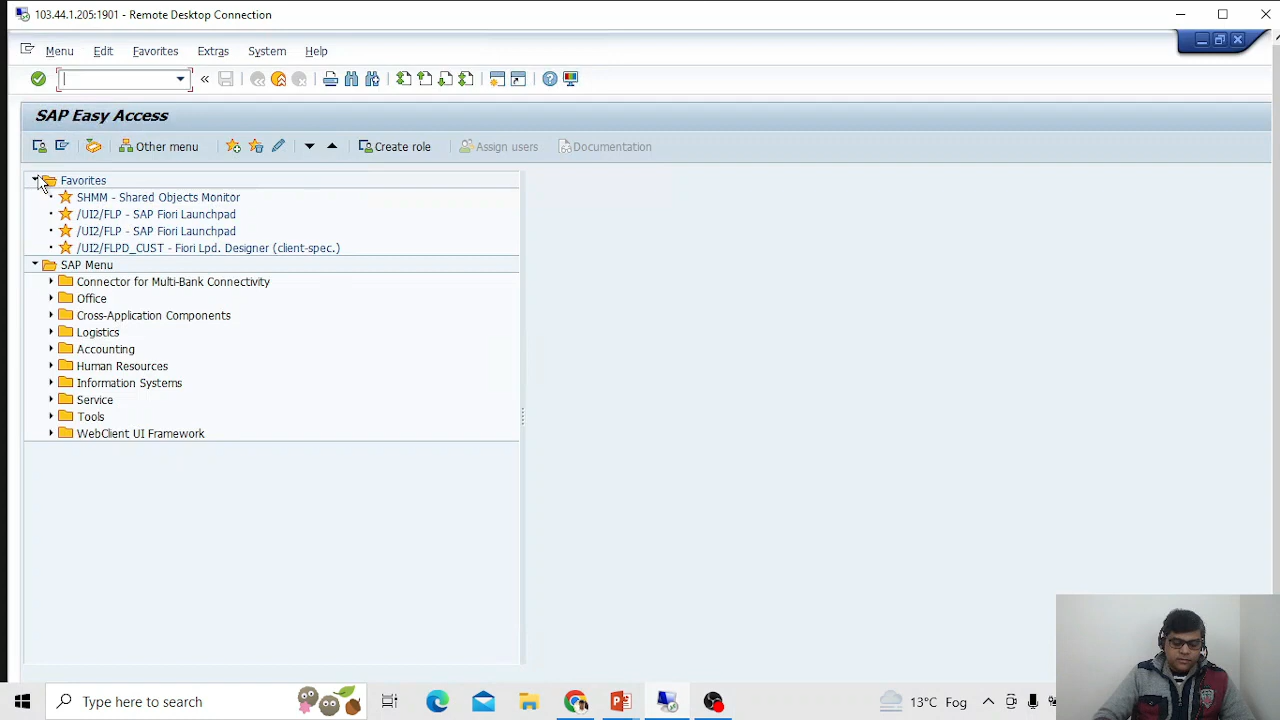 103.44.1.205:1901 - Remote Desktop Connection
Menu Edit Favorites Extras System Help
SAP Easy Access
Other menu Create role Assign users Documentation
Favorites
SHMM - Shared Objects Monitor
/UI2/FLP - SAP Fiori Launchpad
/UI2/FLP - SAP Fiori Launchpad
/UI2/FLPD_CUST - Fiori Lpd. Designer (client-spec.)
SAP Menu
Connector for Multi-Bank Connectivity
Office
Cross-Application Components
Logistics
Accounting
Human Resources
Information Systems
Service
Tools
WebClient UI Framework
Type here to search
13°C Fog